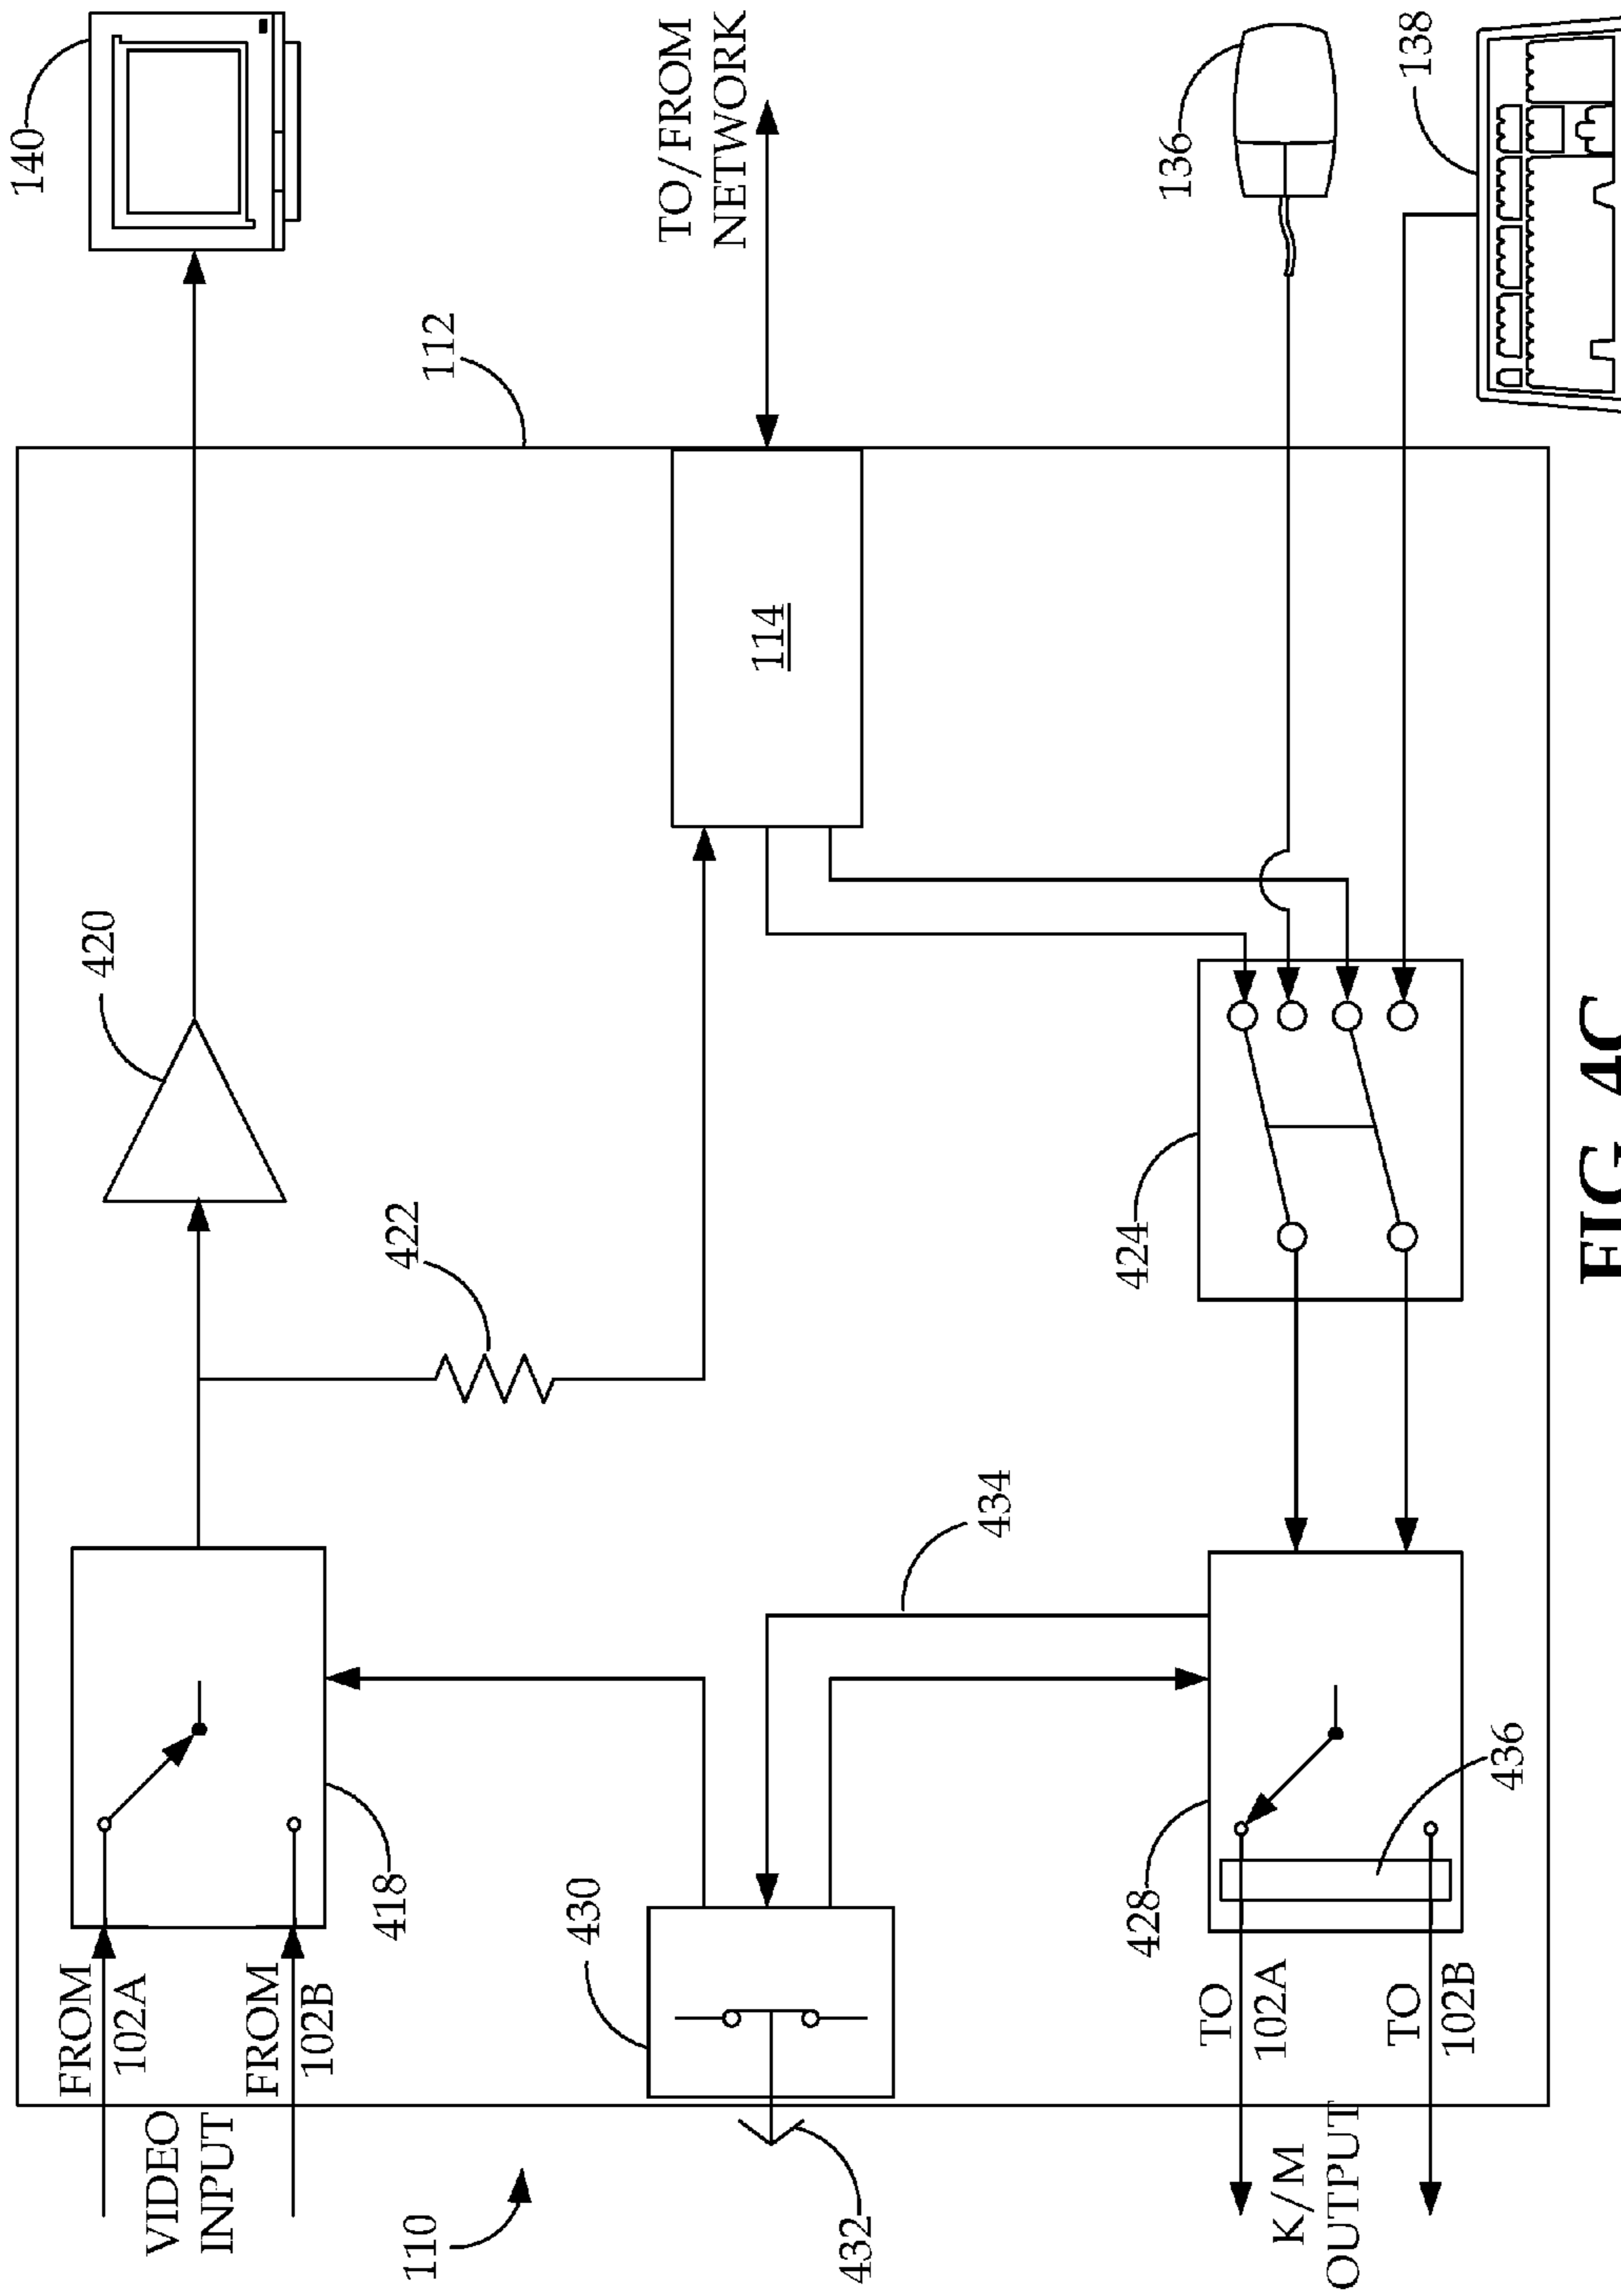 140
TO/FROM
NETWORK
136
138
112
114
420
422
424
434
436
418
430
428
FROM
102A
FROM
102B
TO
102A
TO
102B
VIDEO
INPUT
K/M
OUTPUT
110
432
FIG. 4C